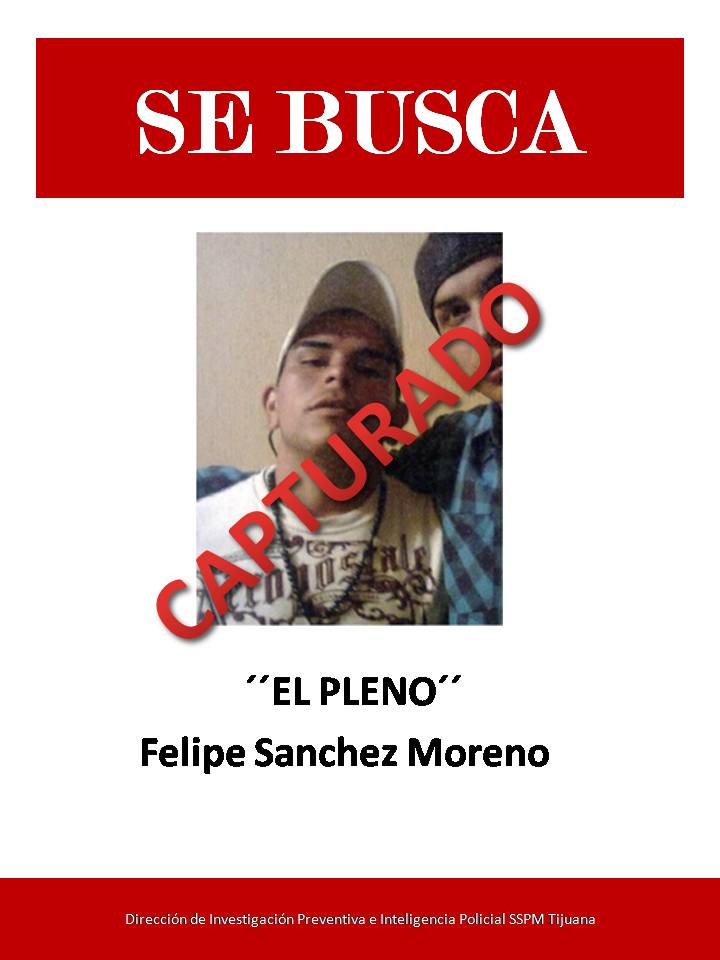 SE BUSCA
CAPTURADO
´´EL PLENO´´
Felipe Sanchez Moreno
Dirección de Investigación Preventiva e Inteligencia Policial SSPM Tijuana